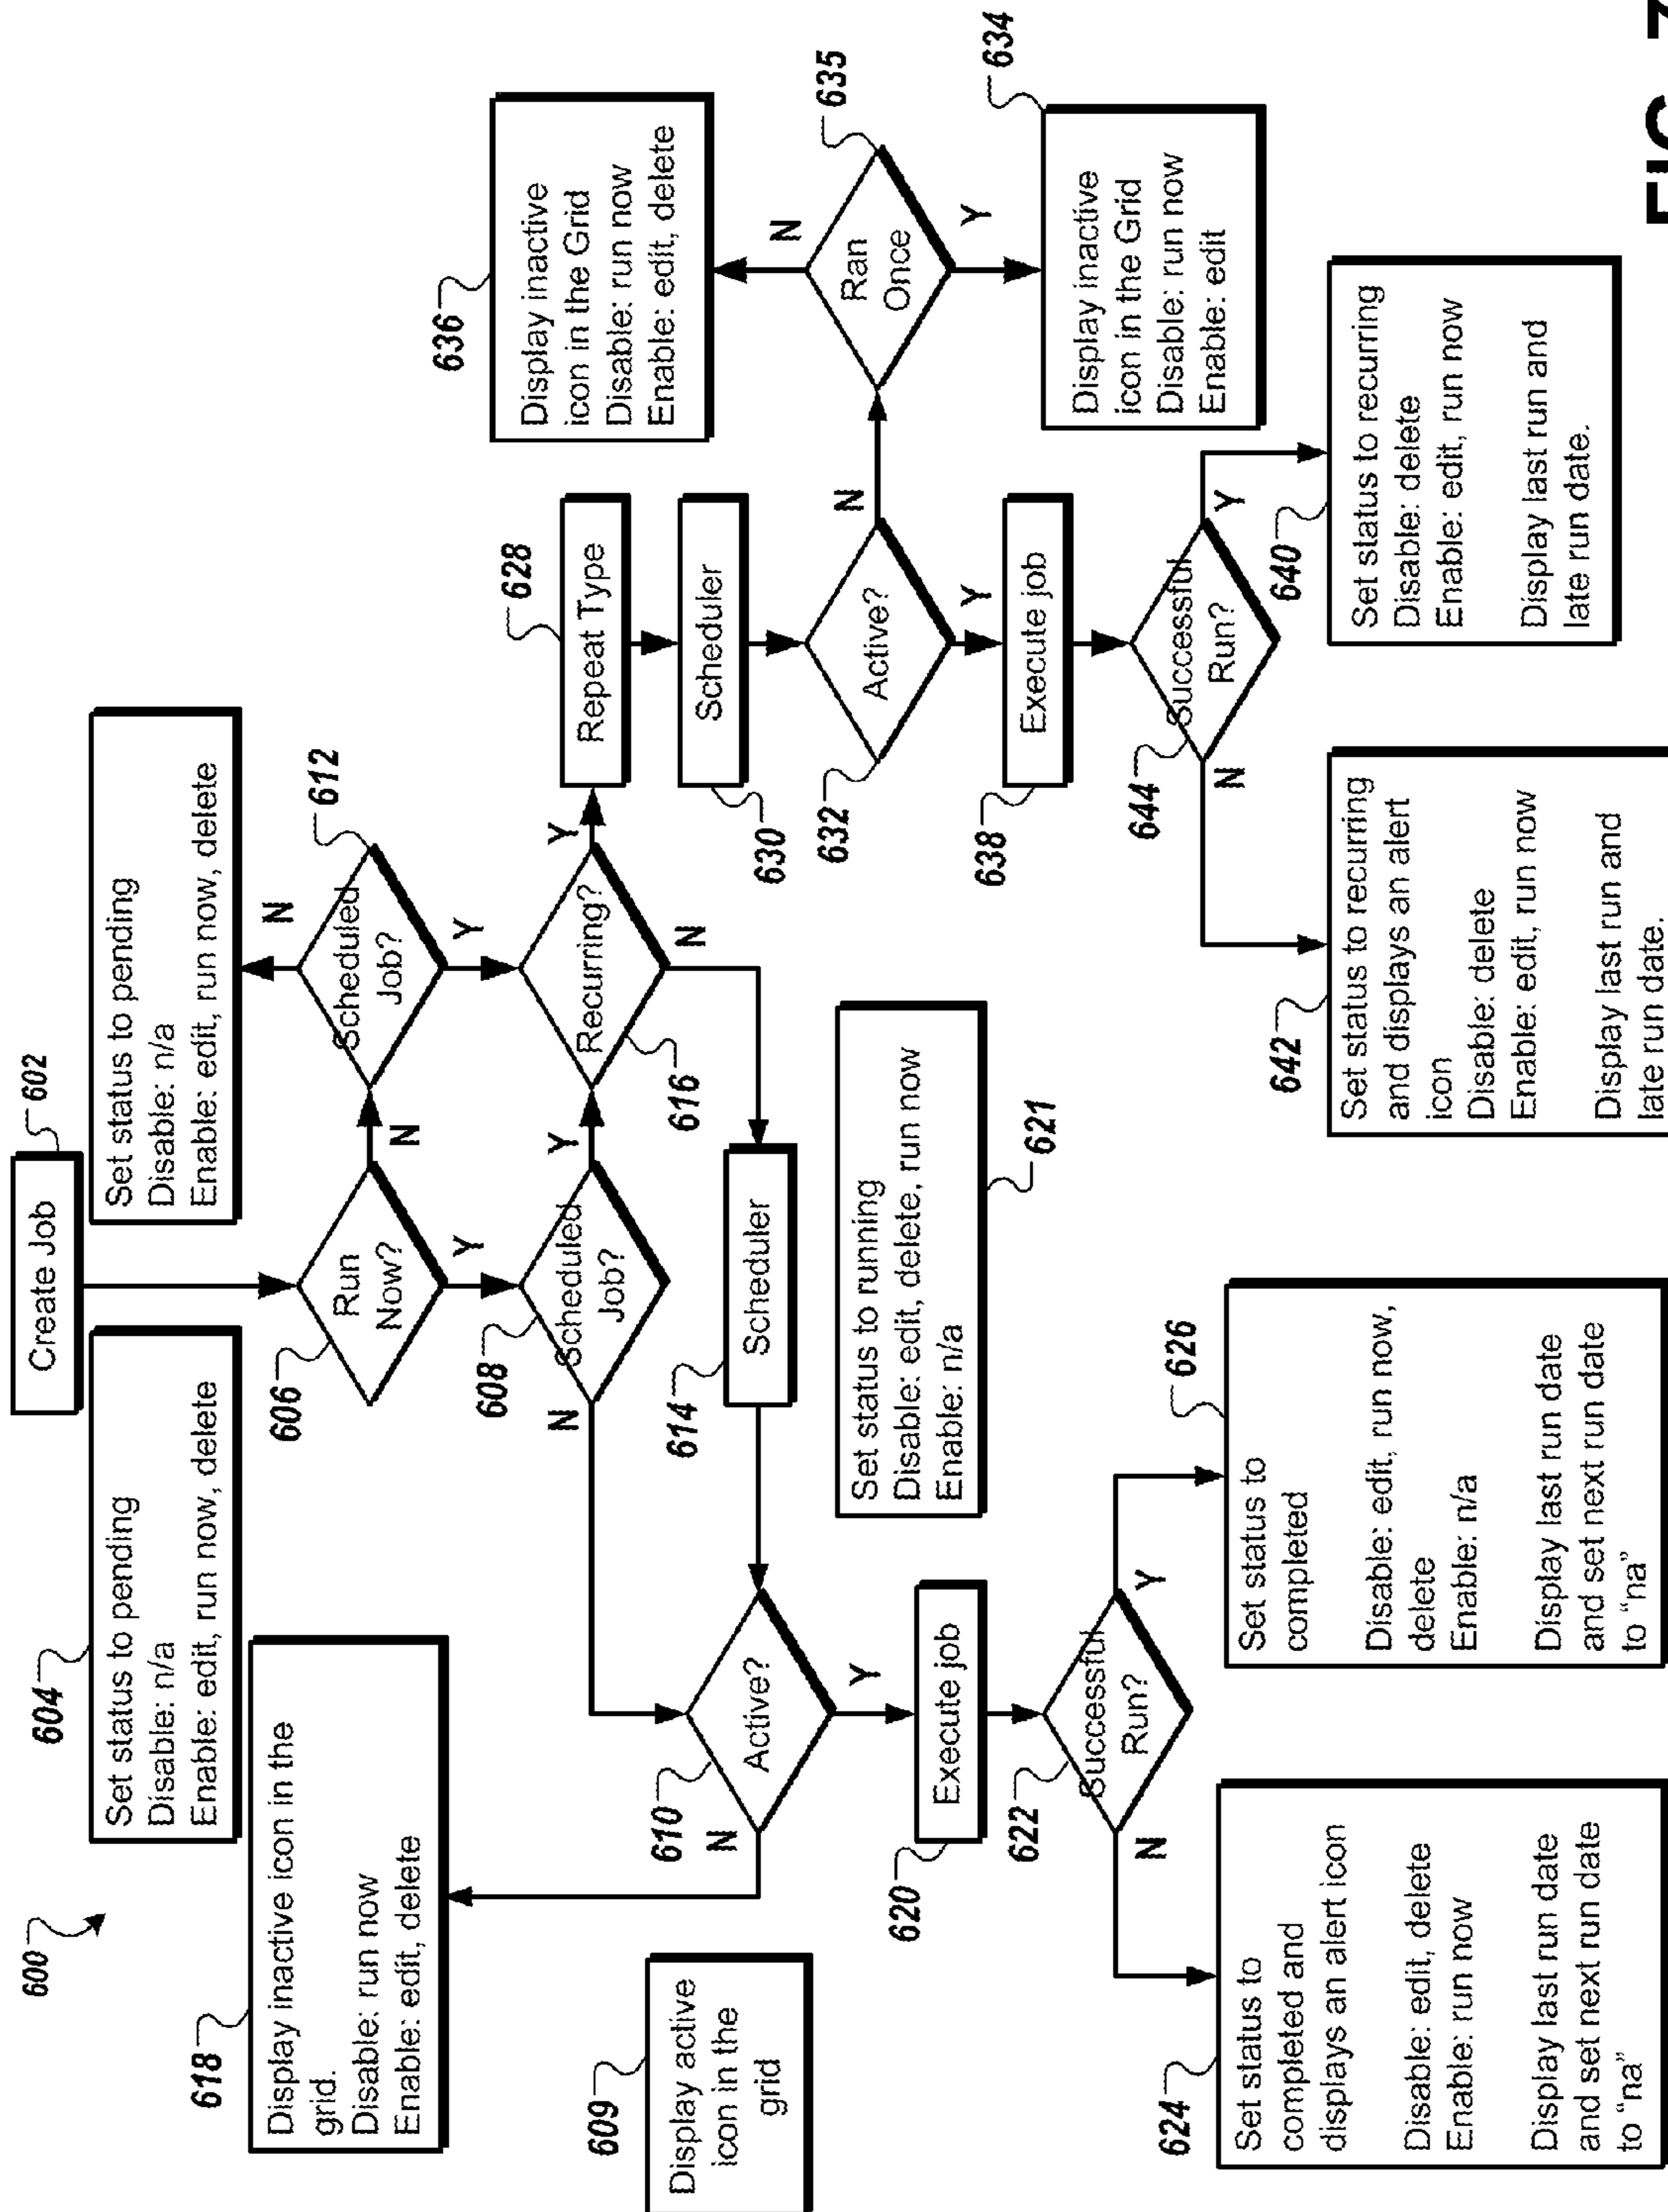 600
Create Job
602
604
Set status to pending
Disable: n/a
Enable: edit, run now, delete
Set status to pending
Disable: n/a
Enable: edit, run now, delete
618
Display inactive icon in the
grid.
Disable: run now
Enable: edit, delete
606
Run
Now?
N
Y
Scheduled
Job?
612
N
Y
608
Scheduled
Job?
N
Y
Recurring?
616
Y
N
628
Repeat Type
630
Scheduler
636
Display inactive
icon in the Grid
Disable: run now
Enable: edit, delete
609
Display active
icon in the
grid
614
Scheduler
610
Active?
N
Y
632
Active?
N
Y
Ran
Once
635
N
Y
621
Set status to running
Disable: edit, delete, run now
Enable: n/a
620
Execute job
638
Execute job
634
Display inactive
icon in the Grid
Disable: run now
Enable: edit
622
Successful
Run?
N
Y
644
Successful
Run?
N
Y
624
Set status to
completed and
displays an alert icon
Disable: edit, delete
Enable: run now
Display last run date
and set next run date
to “na”
626
Set status to
completed
Disable: edit, run now,
delete
Enable: n/a
Display last run date
and set next run date
to “na”
642
Set status to recurring
and displays an alert
icon
Disable: delete
Enable: edit, run now
Display last run and
late run date.
640
Set status to recurring
Disable: delete
Enable: edit, run now
Display last run and
late run date.
FIG.